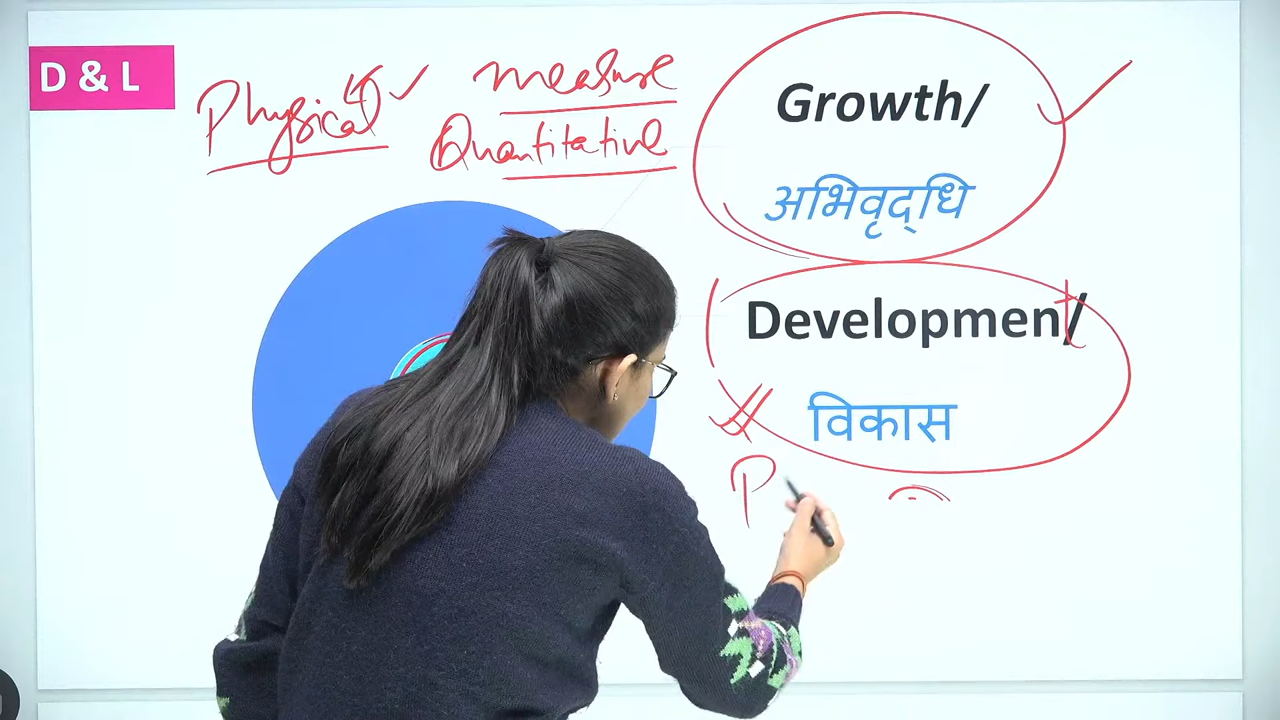 D & L
Physical measure
Quantitative
Growth/
अभिवृद्धि
Development/
विकास
P